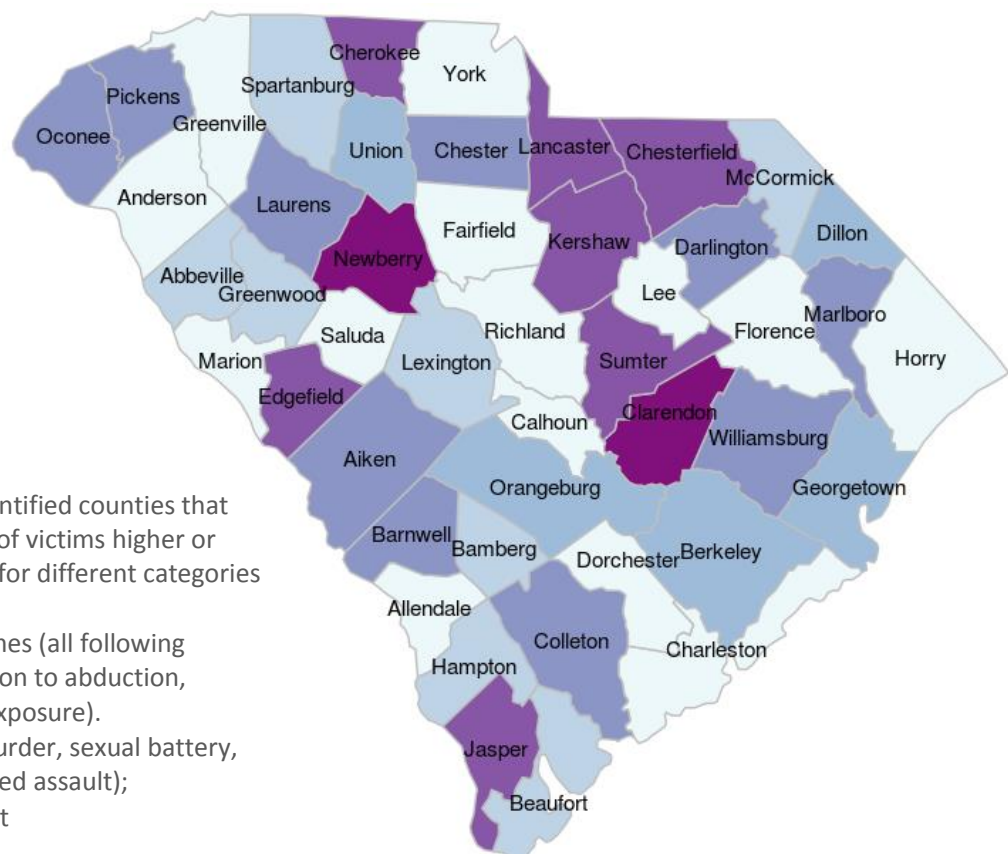 Cherokee
York
Spartanburg
Pickens
Greenville
Oconee
Union
Chester
Lancaster
Chesterfield
McCormick
Anderson
Laurens
Fairfield
Kershaw
Darlington
Dillon
Newberry
Abbeville
Greenwood
Lee
Marlboro
Florence
Richland
Saluda
Horry
Marion
Lexington
Sumter
Edgefield
Clarendon
Calhoun
Williamsburg
Aiken
Orangeburg
Georgetown
Barnwell
Bamberg
Dorchester
Berkeley
Allendale
Colleton
Charleston
Hampton
Jasper
Beaufort
ntified counties that
of victims higher or
for different categories
nes (all following
on to abduction,
xposure).
urder, sexual battery,
ed assault);
t